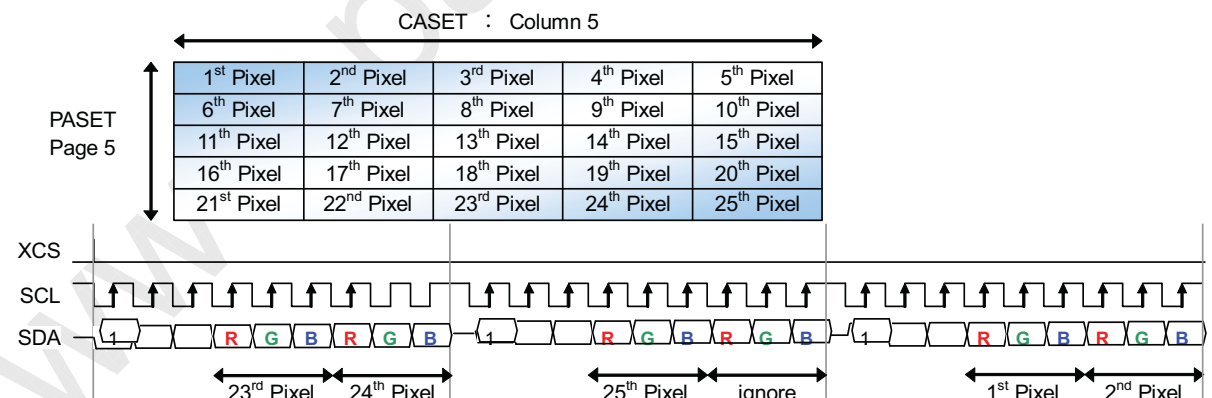 CASET : Column 5
PASET
Page 5
1st Pixel 2nd Pixel 3rd Pixel 4th Pixel 5th Pixel
6th Pixel 7th Pixel 8th Pixel 9th Pixel 10th Pixel
11th Pixel 12th Pixel 13th Pixel 14th Pixel 15th Pixel
16th Pixel 17th Pixel 18th Pixel 19th Pixel 20th Pixel
21st Pixel 22nd Pixel 23rd Pixel 24th Pixel 25th Pixel
XCS
SCL
SDA 1 R G B R G B 1 R G B R G B 1 R G B R G B
23rd Pixel 24th Pixel 25th Pixel ignore 1st Pixel 2nd Pixel